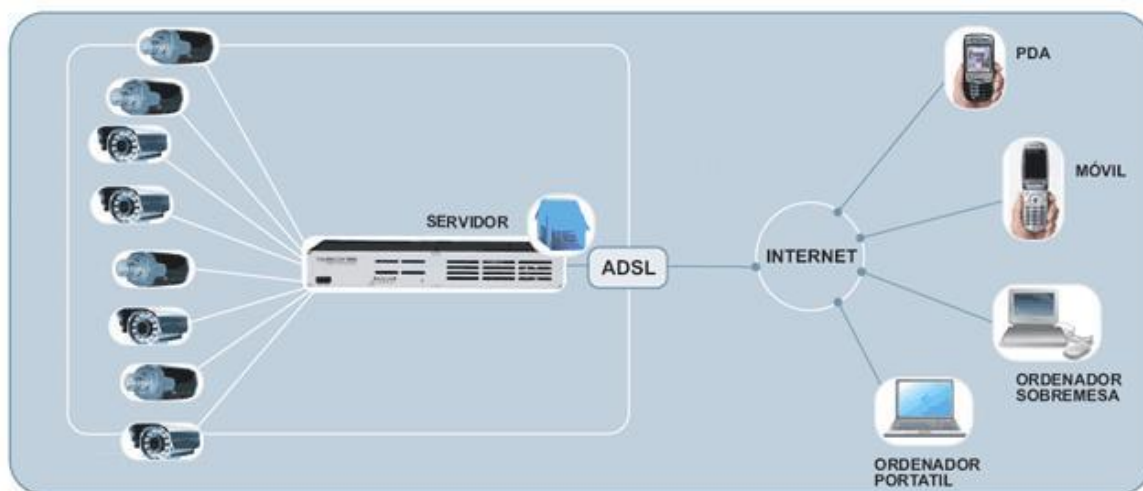 PDA
MÓVIL
SERVIDOR
ADSL
INTERNET
ORDENADOR
SOBREMESA
ORDENADOR
PORTATIL